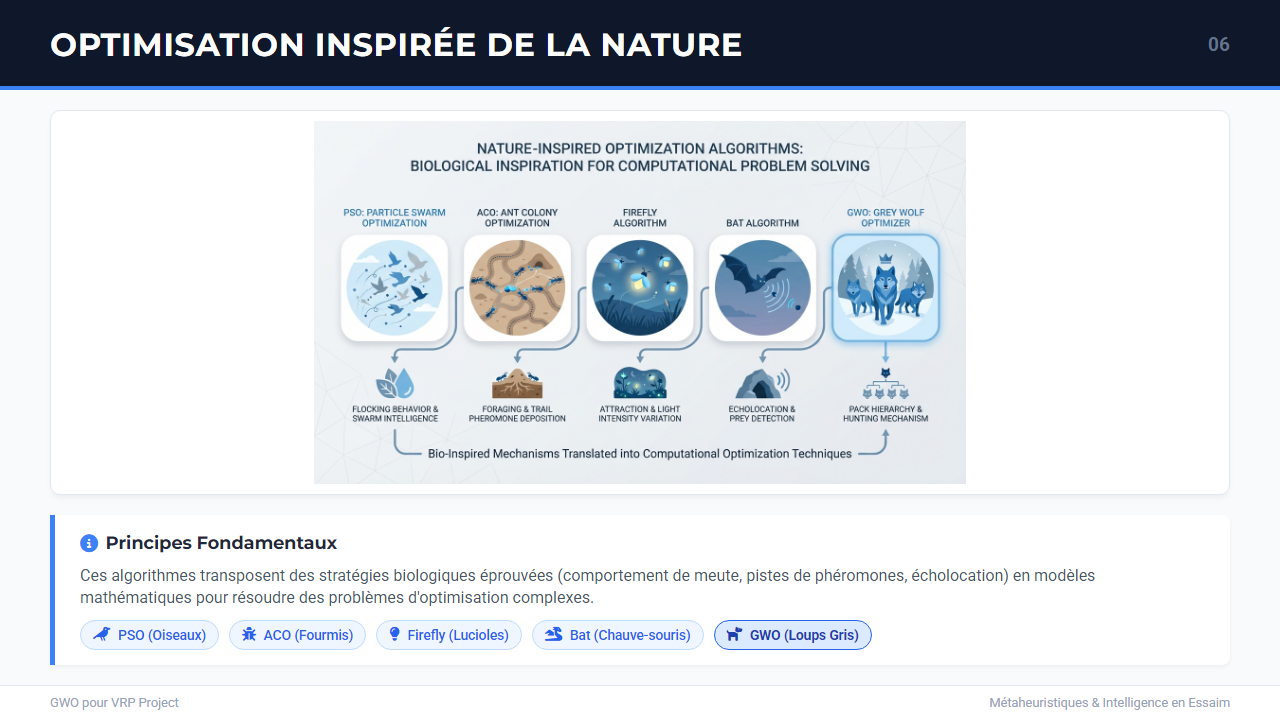 OPTIMISATION INSPIRÉE DE LA NATURE
06
NATURE-INSPIRED OPTIMIZATION ALGORITHMS:
BIOLOGICAL INSPIRATION FOR COMPUTATIONAL PROBLEM SOLVING
PSO: PARTICLE SWARM
OPTIMIZATION
ACO: ANT COLONY
OPTIMIZATION
FIREFLY
ALGORITHM
BAT ALGORITHM
GWO: GREY WOLF
OPTIMIZER
FLOCKING BEHAVIOR &
SWARM INTELLIGENCE
FORAGING & TRAIL
PHEROMONE DEPOSITION
ATTRACTION & LIGHT
INTENSITY VARIATION
ECHOLOCATION &
PREY DETECTION
PACK HIERARCHY &
HUNTING MECHANISM
Bio-Inspired Mechanisms Translated into Computational Optimization Techniques
Principes Fondamentaux
Ces algorithmes transposent des stratégies biologiques éprouvées (comportement de meute, pistes de phéromones, écholocation) en modèles
mathématiques pour résoudre des problèmes d'optimisation complexes.
PSO (Oiseaux)
ACO (Fourmis)
Firefly (Lucioles)
Bat (Chauve-souris)
GWO (Loups Gris)
GWO pour VRP Project
Métaheuristiques & Intelligence en Essaim